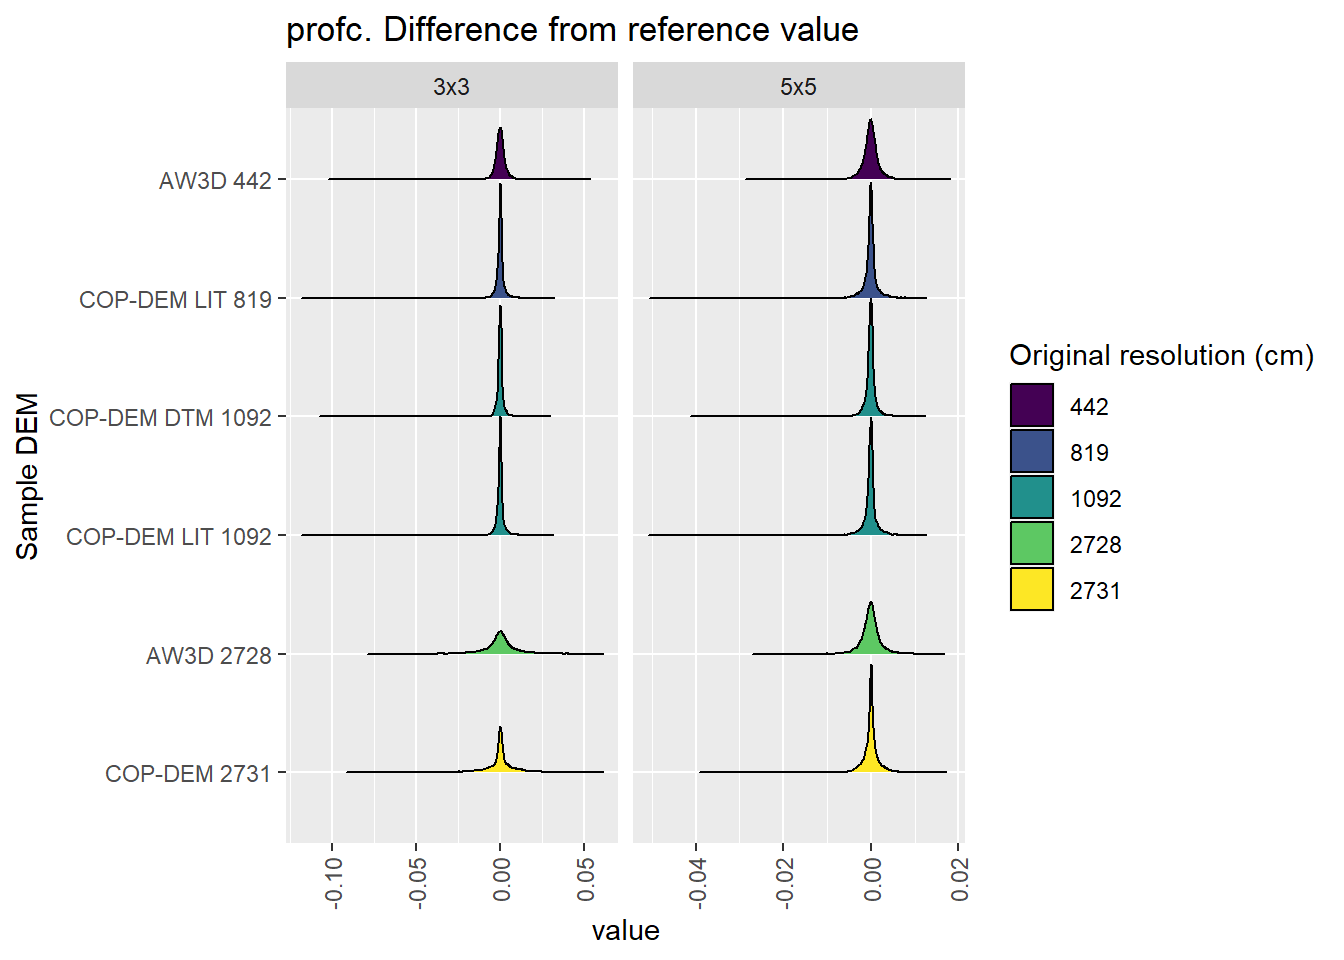 profc. Difference from reference value
3x3
5x5
AW3D 442
COP-DEM LIT 819
COP-DEM DTM 1092
COP-DEM LIT 1092
AW3D 2728
COP-DEM 2731
Sample DEM
-0.10
-0.05
0.00
0.05
-0.04
-0.02
0.00
0.02
value
Original resolution (cm)
442
819
1092
2728
2731